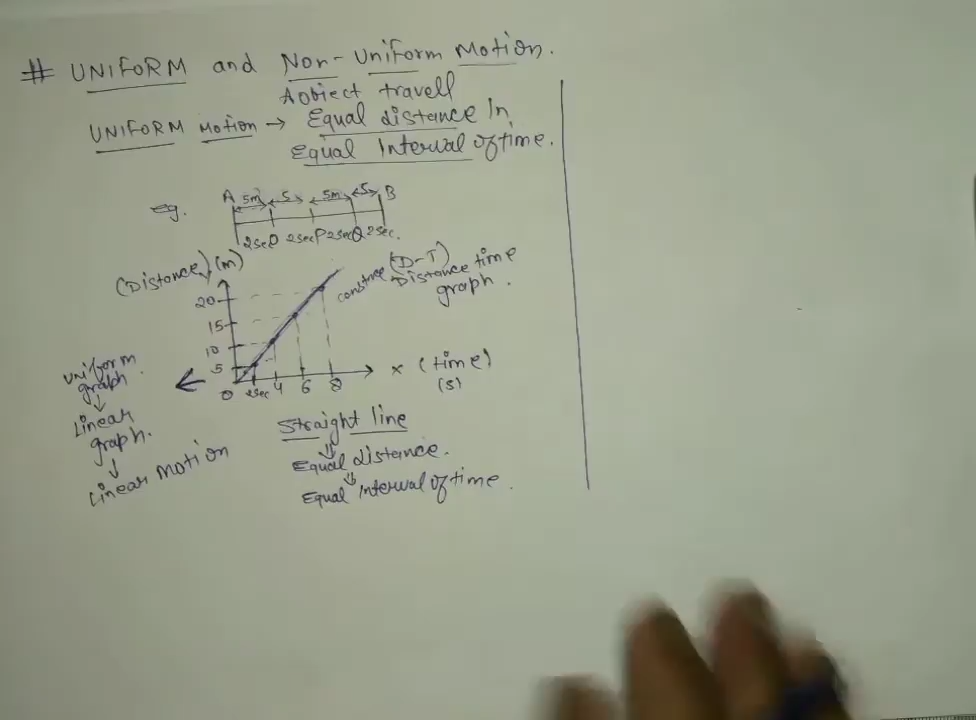 # UNIFORM and Non-Uniform Motion.
Aobject travell
UNIFORM Motion → Equal distance In
Equal Interval of time.
eg. A 5m 5 5m 5 B
2sec O 2sec P 2sec Q 2sec.
(Distance) (m)
(D-T)
Distance time
graph.
20
15
10
5
0 2sec 4 6 8 x (time)
(s)
Uniform
graph.
↓
Linear
graph.
↓
Linear Motion
Straight line
⇓
Equal distance.
⇓
Equal Interval of time.